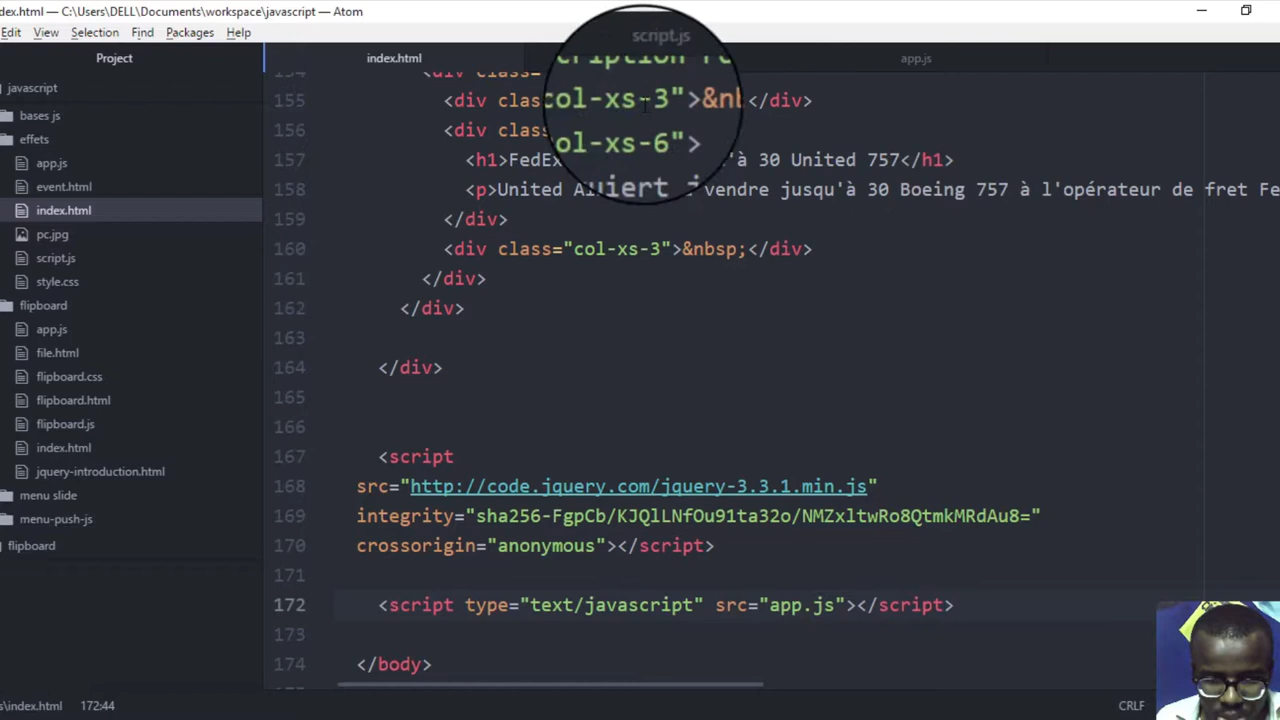 dex.html — C:\Users\DELL\Documents\workspace\javascript — Atom
Edit View Selection Find Packages Help
Project
javascript
bases js
effets
app.js
event.html
index.html
pc.jpg
script.js
style.css
flipboard
app.js
file.html
flipboard.css
flipboard.html
flipboard.js
index.html
jquery-introduction.html
menu slide
menu-push-js
flipboard
index.html script.js app.js
154 <div class=
155 <div clas col-xs-3">&nb </div>
156 <div class ol-xs-6">
157 <h1>FedEx 'à 30 United 757</h1>
158 <p>United A uiert vendre jusqu'à 30 Boeing 757 à l'opérateur de fret Fe
159 </div>
160 <div class="col-xs-3">&nbsp;</div>
161 </div>
162 </div>
163
164 </div>
165
166
167 <script
168 src="http://code.jquery.com/jquery-3.3.1.min.js"
169 integrity="sha256-FgpCb/KJQlLNfOu91ta32o/NMZxltwRo8QtmkMRdAu8="
170 crossorigin="anonymous"></script>
171
172 <script type="text/javascript" src="app.js"></script>
173
174 </body>
s\index.html 172:44 CRLF